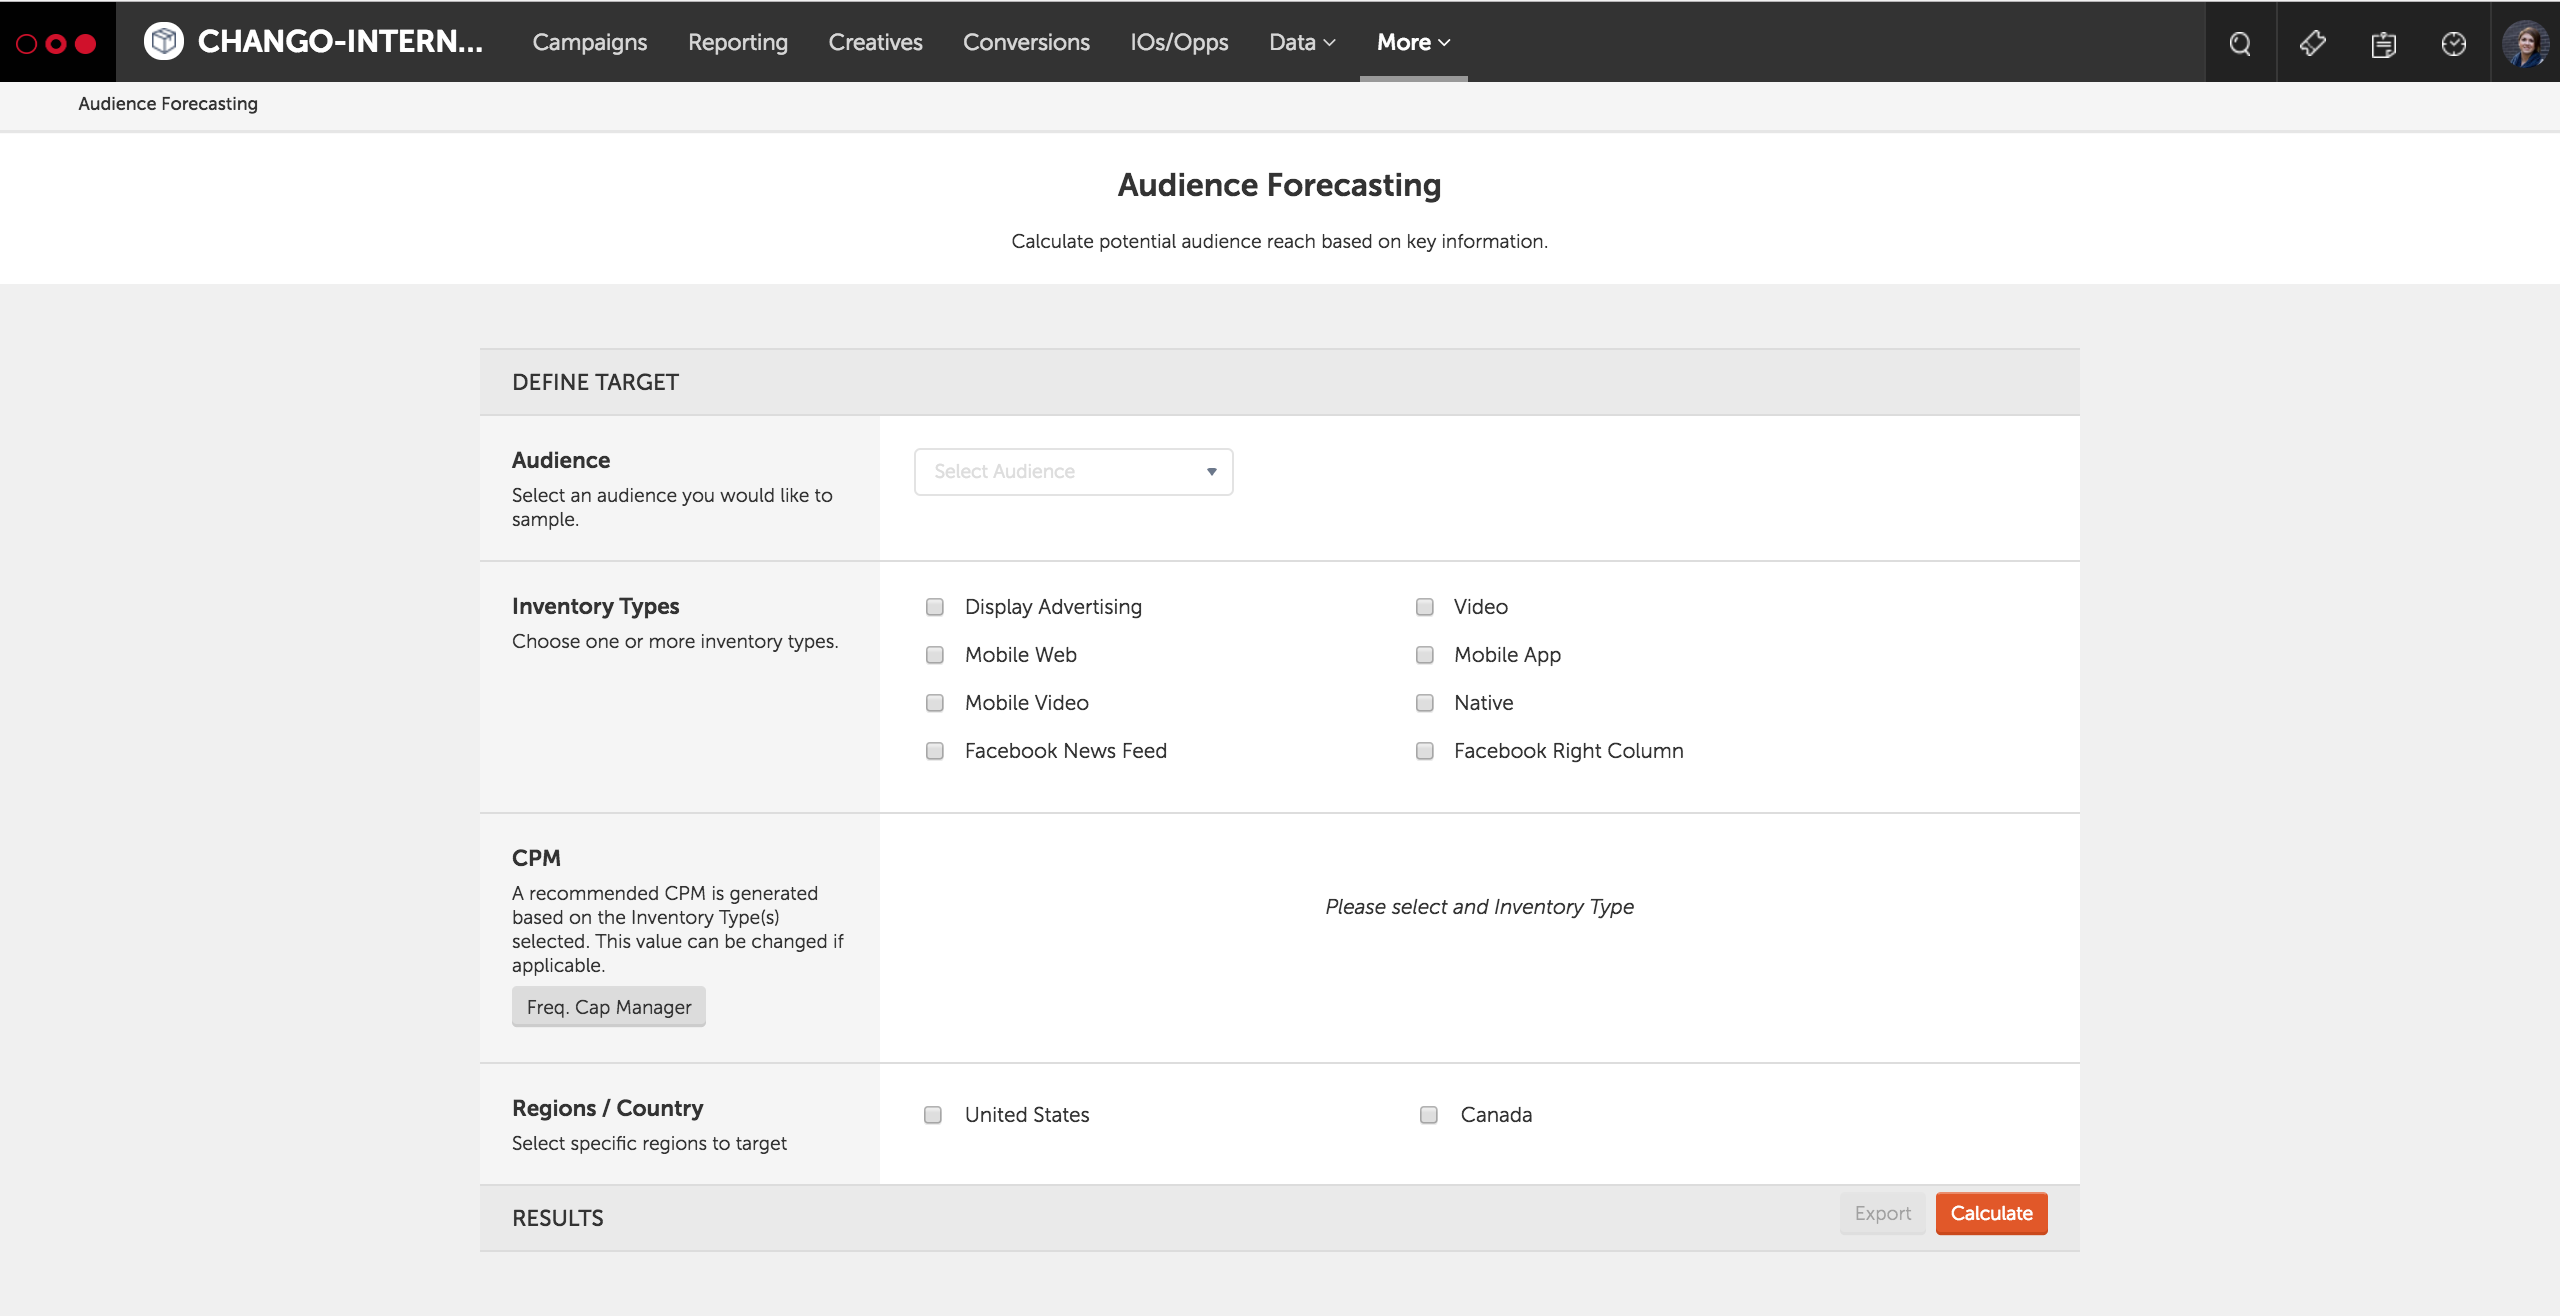 CHANGO-INTERN... Campaigns Reporting Creatives Conversions IOs/Opps Data More
Audience Forecasting
Audience Forecasting
Calculate potential audience reach based on key information.
DEFINE TARGET
Audience
Select an audience you would like to
sample.
Select Audience
Inventory Types
Choose one or more inventory types.
Display Advertising Video
Mobile Web Mobile App
Mobile Video Native
Facebook News Feed Facebook Right Column
CPM
A recommended CPM is generated
based on the Inventory Type(s)
selected. This value can be changed if
applicable.
Freq. Cap Manager
Please select and Inventory Type
Regions / Country
Select specific regions to target
United States Canada
RESULTS Export Calculate